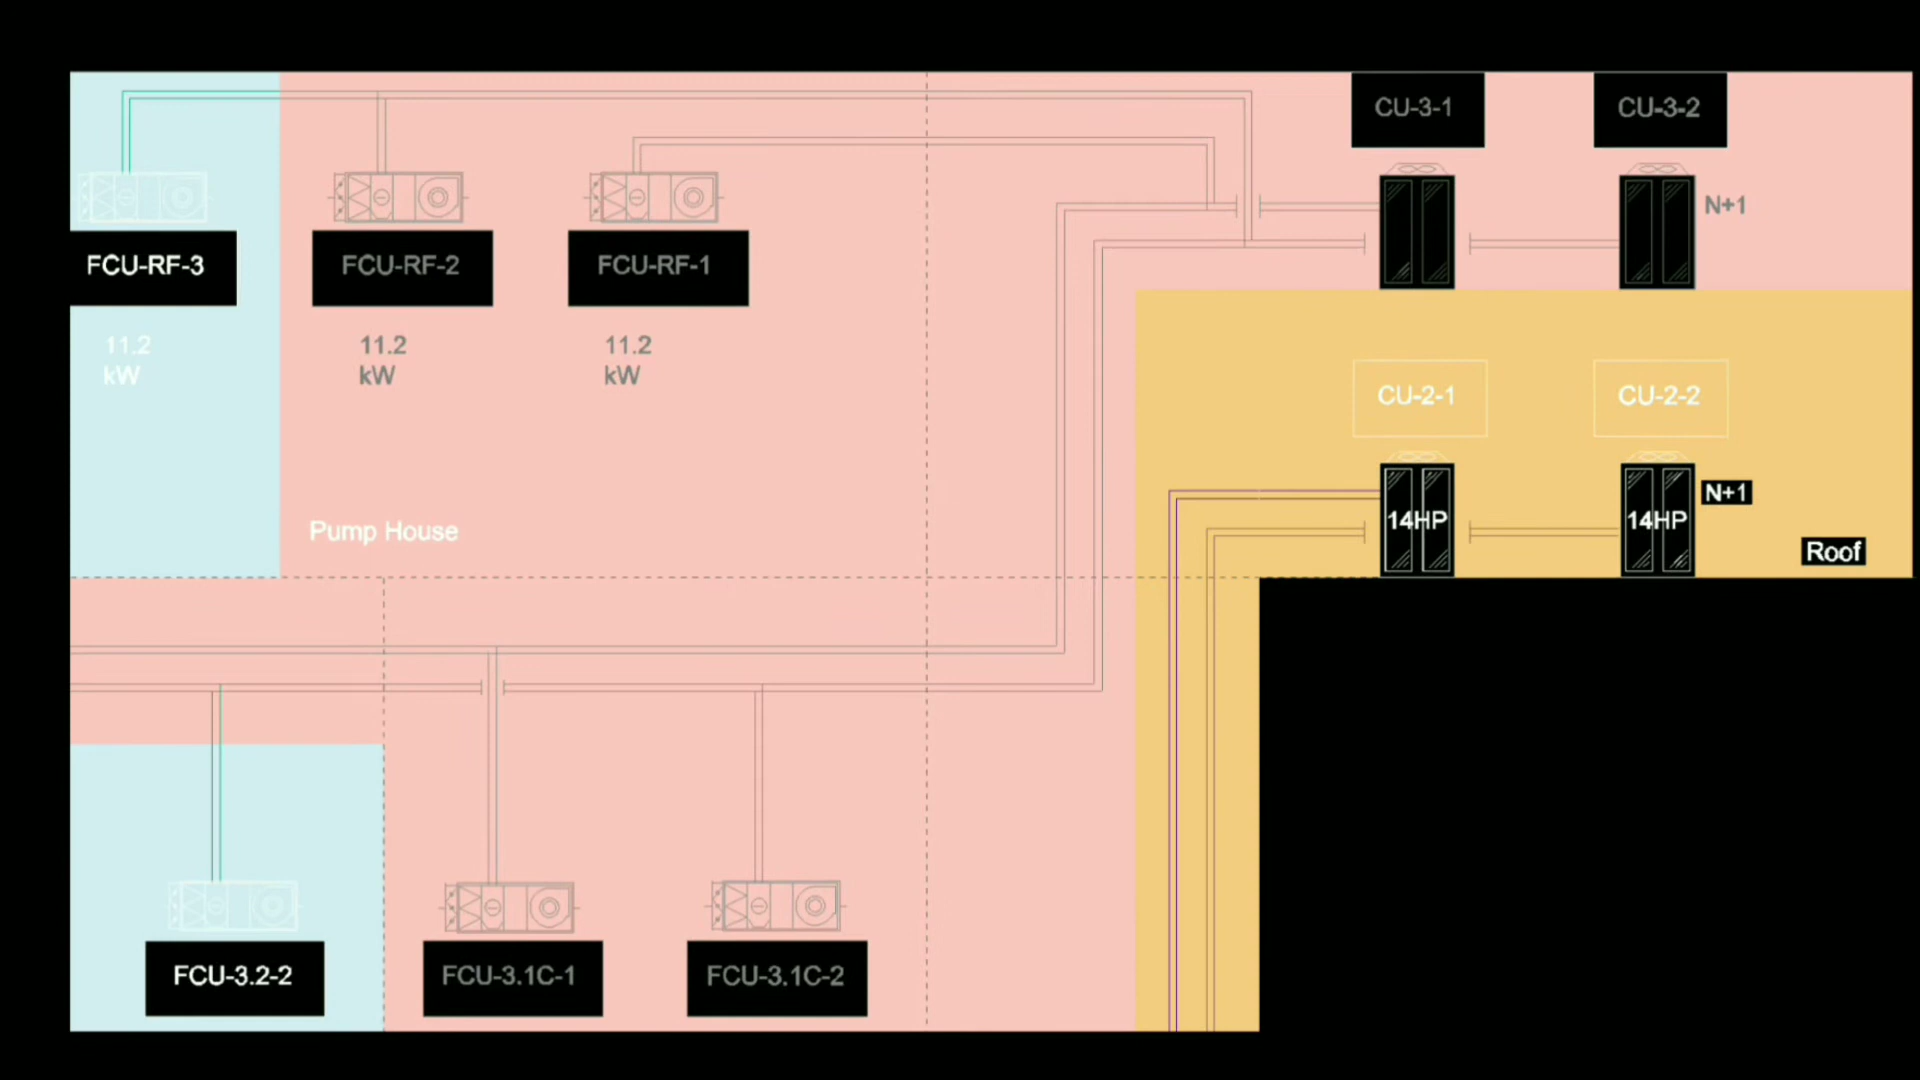 CU-3-1
CU-3-2
N+1
FCU-RF-3
FCU-RF-2
FCU-RF-1
11.2
kW
11.2
kW
11.2
kW
CU-2-1
CU-2-2
N+1
14HP
14HP
Pump House
Roof
FCU-3.2-2
FCU-3.1C-1
FCU-3.1C-2